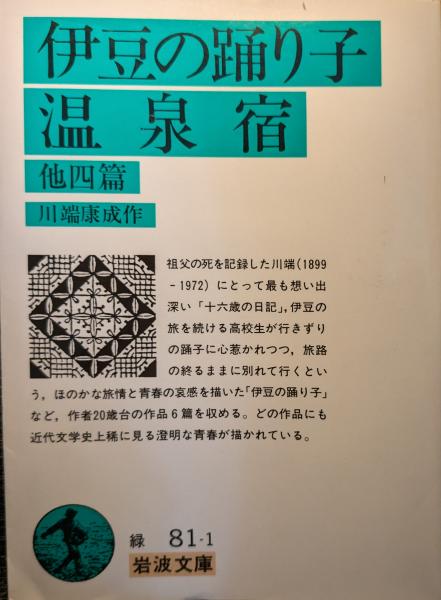 伊豆の踊り子
温泉宿
他四篇
川端康成作
祖父の死を記録した川端(1899
-1972)にとって最も想い出
深い「十六歳の日記」,伊豆の
旅を続ける高校生が行きずり
の踊子に心惹かれつつ,旅路
の終るままに別れて行くとい
う,ほのかな旅情と青春の哀感を描いた「伊豆の踊り子」
など,作者20歳台の作品6篇を収める。どの作品にも
近代文学史上稀に見る澄明な青春が描かれている。
緑 81-1
岩波文庫